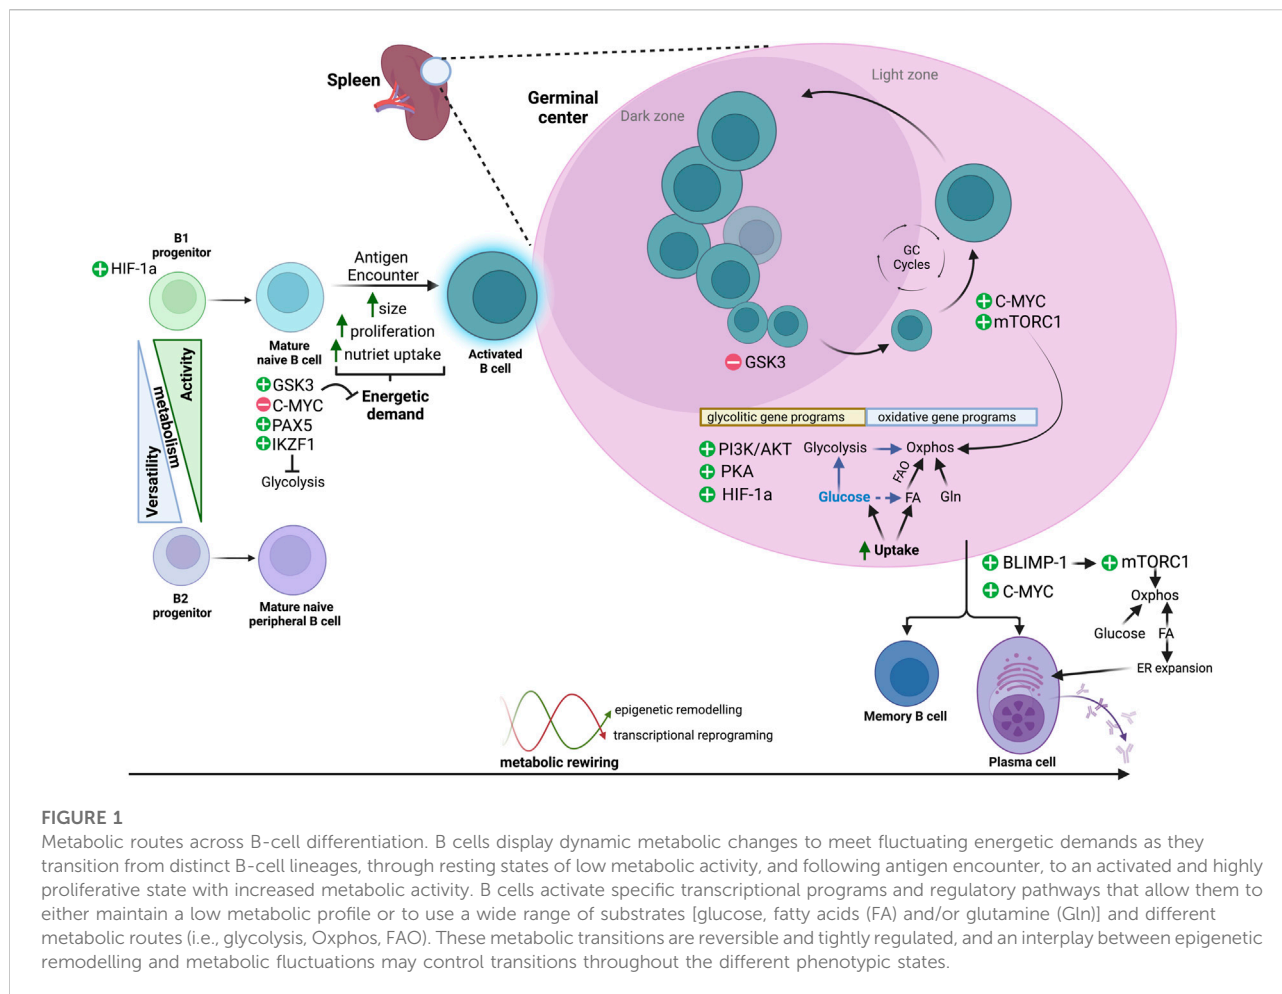 Spleen
Germinal
center
Light zone
Dark zone
B1
progenitor
HIF-1a
Antigen
Encounter
size
proliferation
nutriet uptake
Energetic
demand
Mature
naive B cell
Activated
B cell
GSK3
C-MYC
PAX5
IKZF1
Glycolysis
Activity
metabolism
Versatility
B2
progenitor
Mature naive
peripheral B cell
GC
Cycles
C-MYC
mTORC1
GSK3
glycolitic gene programs
oxidative gene programs
PI3K/AKT
PKA
HIF-1a
Glycolysis
Oxphos
FAO
Glucose
FA
Gln
Uptake
BLIMP-1
mTORC1
C-MYC
Oxphos
Glucose
FA
ER expansion
Memory B cell
Plasma cell
epigenetic remodelling
transcriptional reprograming
metabolic rewiring
FIGURE 1
Metabolic routes across B-cell differentiation. B cells display dynamic metabolic changes to meet fluctuating energetic demands as they
transition from distinct B-cell lineages, through resting states of low metabolic activity, and following antigen encounter, to an activated and highly
proliferative state with increased metabolic activity. B cells activate specific transcriptional programs and regulatory pathways that allow them to
either maintain a low metabolic profile or to use a wide range of substrates [glucose, fatty acids (FA) and/or glutamine (Gln)] and different
metabolic routes (i.e., glycolysis, Oxphos, FAO). These metabolic transitions are reversible and tightly regulated, and an interplay between epigenetic
remodelling and metabolic fluctuations may control transitions throughout the different phenotypic states.